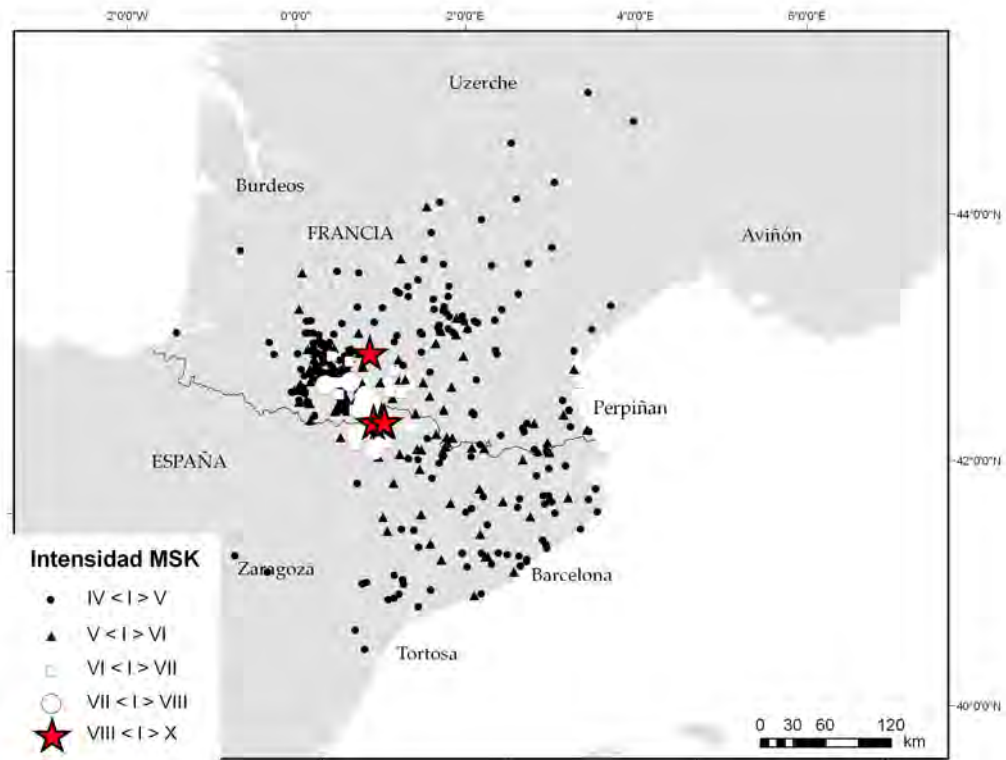 2°0'0"W 0°0'0" 2°0'0"E 4°0'0"E 6°0'0"E
Uzerche
Burdeos
44°0'0"N
FRANCIA
Aviñón
Perpiñan
ESPAÑA
42°0'0"N
Intensidad MSK
Zaragoza
Barcelona
IV < I > V
V < I > VI
Tortosa
VI < I > VII
VII < I > VIII
40°0'0"N
VIII < I > X
0 30 60 120
km